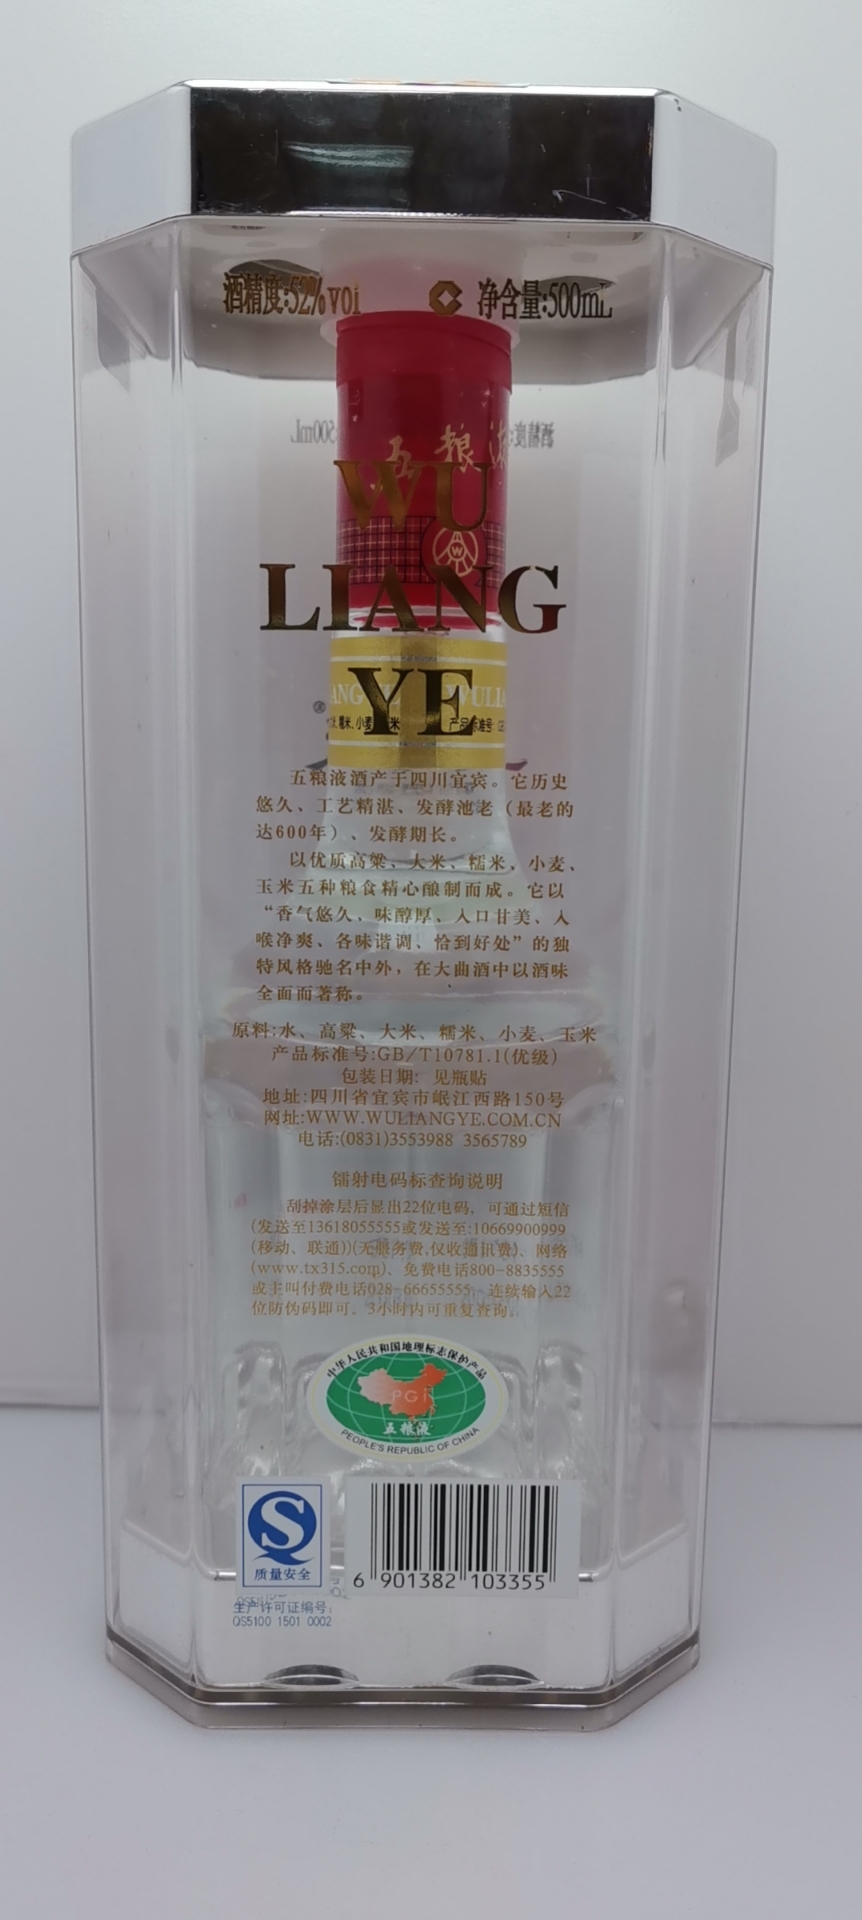 酒精度:52%vol 净含量:500mL
五粮液
WU
LIANG
YE
五粮液酒产于四川宜宾。它历史
悠久、工艺精湛、发酵池老（最老的
达600年）、发酵期长。
以优质高粱、大米、糯米、小麦、
玉米五种粮食精心酿制而成。它以
“香气悠久、味醇厚、入口甘美、入
喉净爽、各味谐调、恰到好处”的独
特风格驰名中外，在大曲酒中以酒味
全面而著称。
原料:水、高粱、大米、糯米、小麦、玉米
产品标准号:GB/T10781.1(优级)
包装日期: 见瓶贴
地址:四川省宜宾市岷江西路150号
网址:WWW.WULIANGYE.COM.CN
电话:(0831)3553988 3565789
镭射电码标查询说明
刮掉涂层后显出22位电码，可通过短信
(发送至13618055555或发送至:10669900999
(移动、联通))(无服务费,仅收通讯费)、网络
(www.tx315.com)、免费电话800-8835555
或主叫付费电话028-66655555，连续输入22
位防伪码即可。3小时内可重复查询。
中华人民共和国地理标志保护产品
PGI
五粮液
PEOPLE'S REPUBLIC OF CHINA
质量安全
生产许可证编号:
QS5100 1501 0002
6 901382 103355